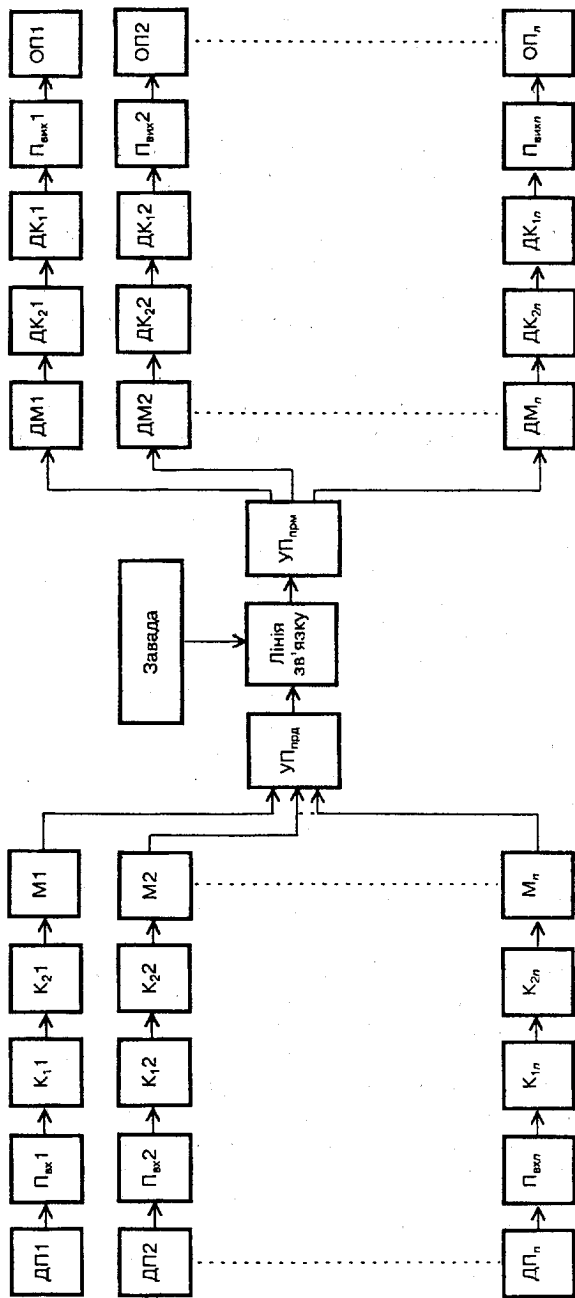 ДП1
Пвх1
К₁1
К₂1
М1
ДП2
Пвх2
К₁2
К₂2
М2
ДПn
Пвхn
К1n
К2n
Мn
УПпрд
Завада
Лінія
зв'язку
УПпрм
ДМ1
ДК₂1
ДК₁1
Пвих1
ОП1
ДМ2
ДК₂2
ДК₁2
Пвих2
ОП2
ДМn
ДК2n
ДК1n
Пвихn
ОПn